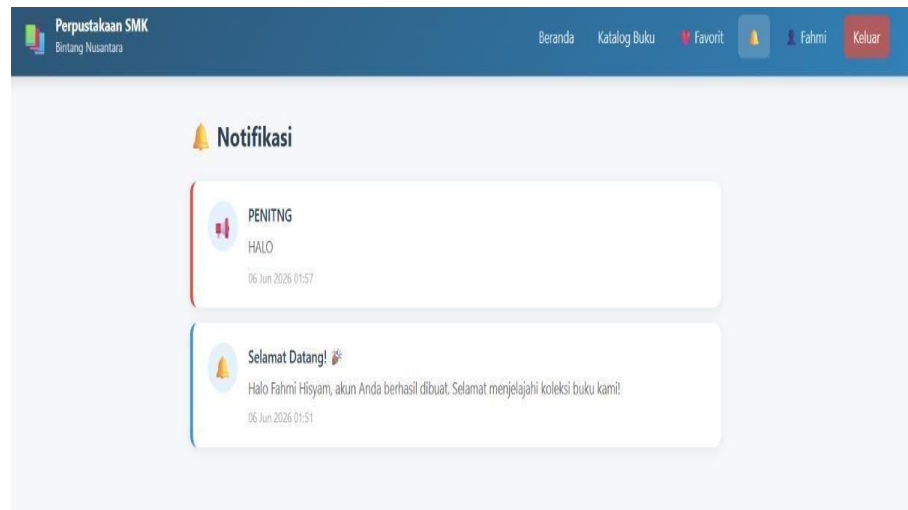 Perpustakaan SMK
Bintang Nusantara
Beranda
Katalog Buku
Favorit
Fahmi
Keluar
Notifikasi
PENITNG
HALO
06 Jun 2026 01:57
Selamat Datang!
Halo Fahmi Hisyam, akun Anda berhasil dibuat. Selamat menjelajahi koleksi buku kami!
06 Jun 2026 01:51